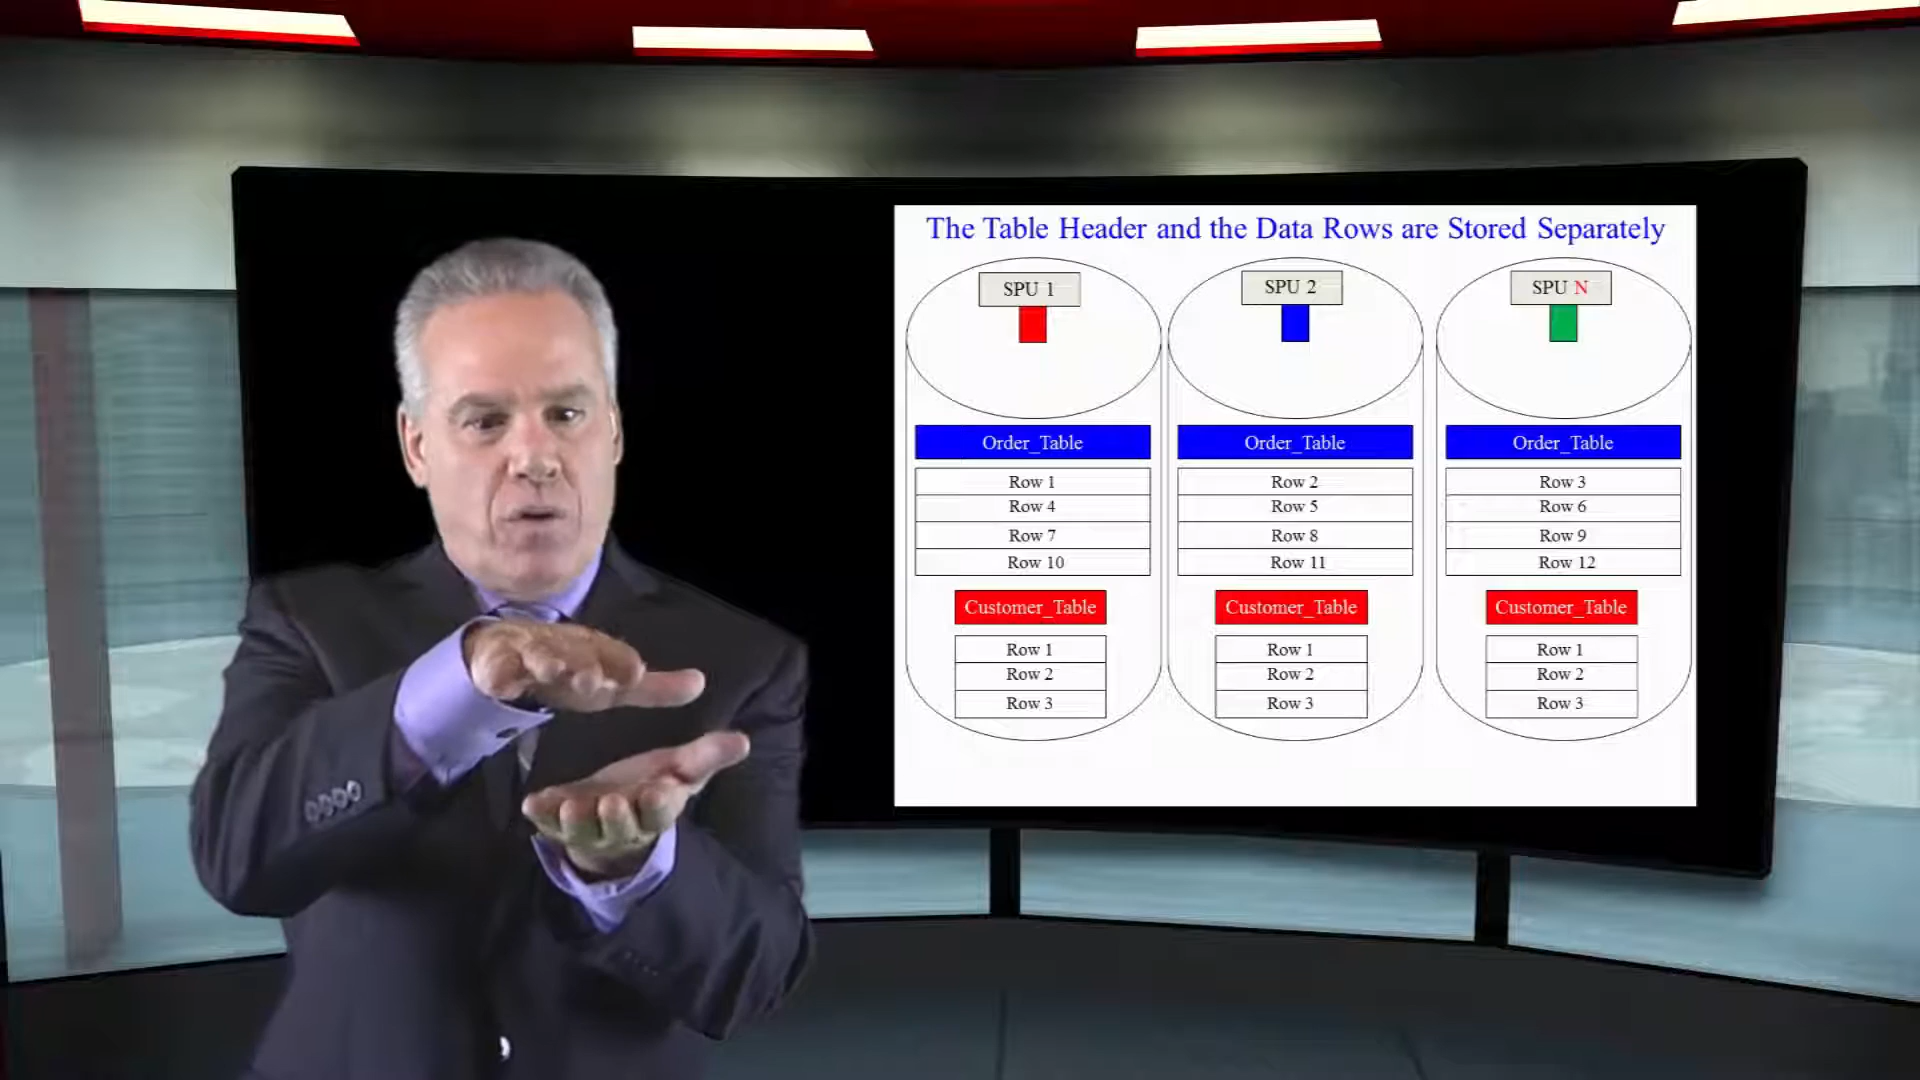 The Table Header and the Data Rows are Stored Separately
SPU 1
SPU 2
SPU N
Order_Table
Order_Table
Order_Table
Row 1
Row 2
Row 3
Row 4
Row 5
Row 6
Row 7
Row 8
Row 9
Row 10
Row 11
Row 12
Customer_Table
Customer_Table
Customer_Table
Row 1
Row 1
Row 1
Row 2
Row 2
Row 2
Row 3
Row 3
Row 3